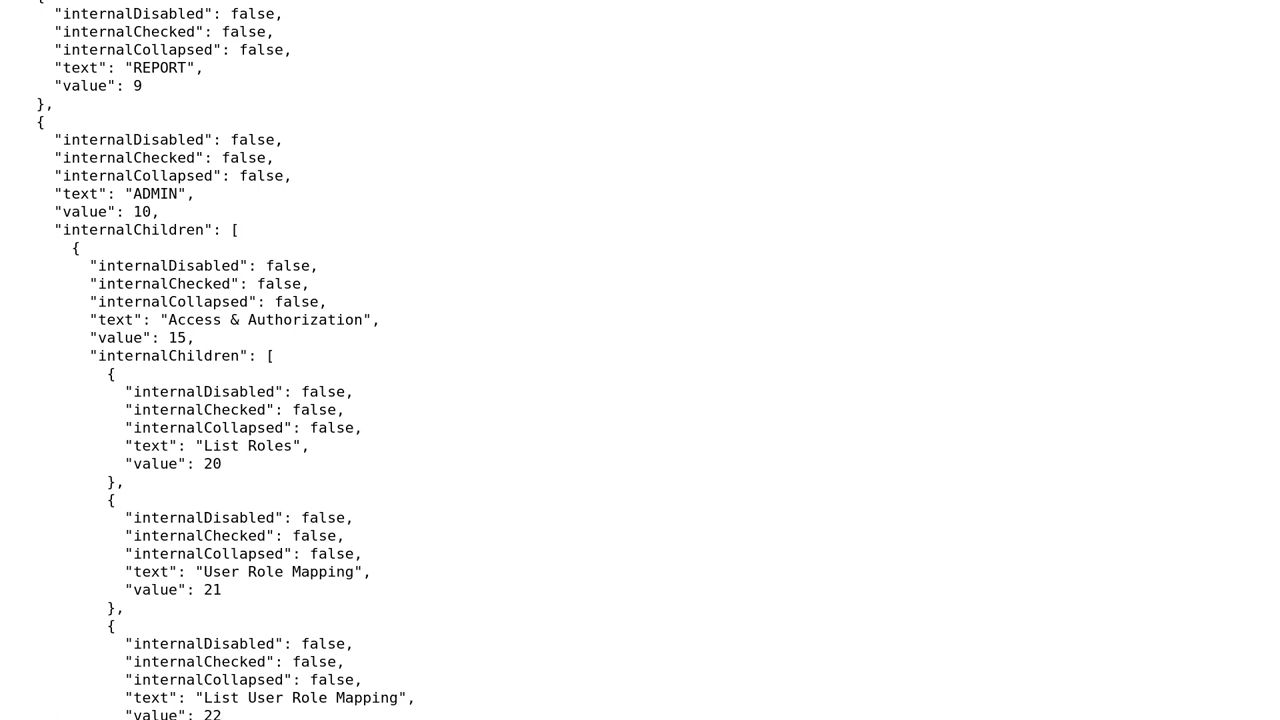 {
"internalDisabled": false,
"internalChecked": false,
"internalCollapsed": false,
"text": "REPORT",
"value": 9
},
{
"internalDisabled": false,
"internalChecked": false,
"internalCollapsed": false,
"text": "ADMIN",
"value": 10,
"internalChildren": [
{
"internalDisabled": false,
"internalChecked": false,
"internalCollapsed": false,
"text": "Access & Authorization",
"value": 15,
"internalChildren": [
{
"internalDisabled": false,
"internalChecked": false,
"internalCollapsed": false,
"text": "List Roles",
"value": 20
},
{
"internalDisabled": false,
"internalChecked": false,
"internalCollapsed": false,
"text": "User Role Mapping",
"value": 21
},
{
"internalDisabled": false,
"internalChecked": false,
"internalCollapsed": false,
"text": "List User Role Mapping",
"value": 22